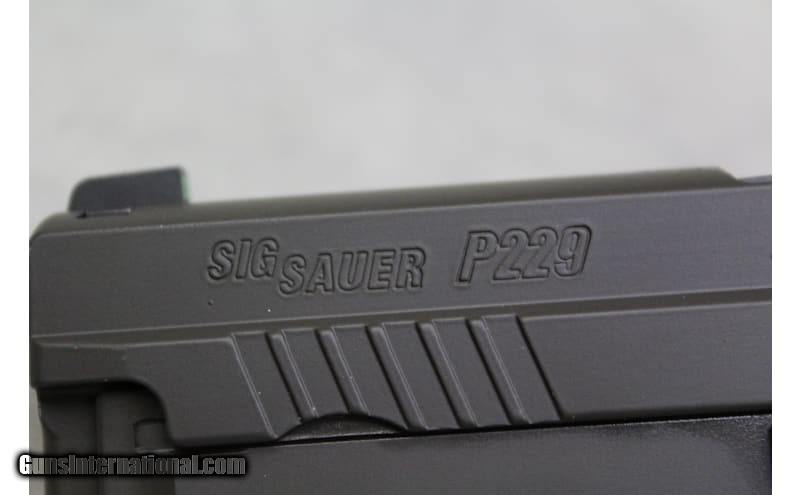 SIG SAUER P229
GunsInternational.com